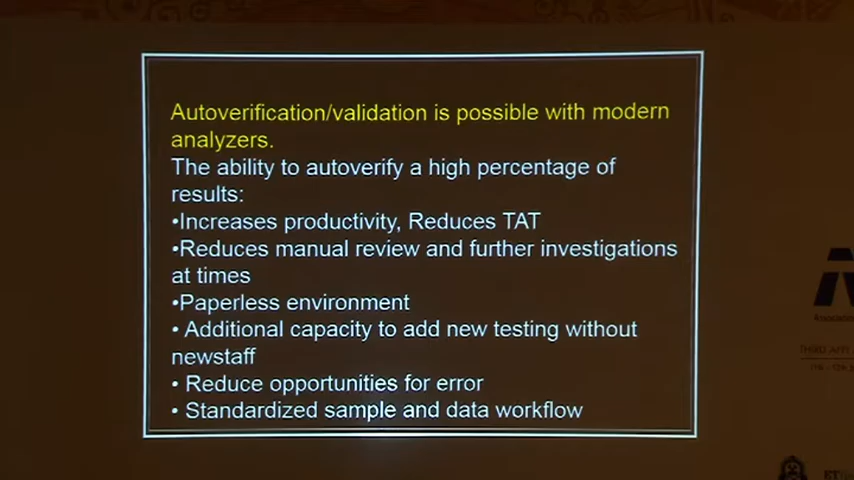 Autoverification/validation is possible with modern
analyzers.
The ability to autoverify a high percentage of
results:
•Increases productivity, Reduces TAT
•Reduces manual review and further investigations
at times
•Paperless environment
• Additional capacity to add new testing without
newstaff
• Reduce opportunities for error
• Standardized sample and data workflow
Association
THIRD